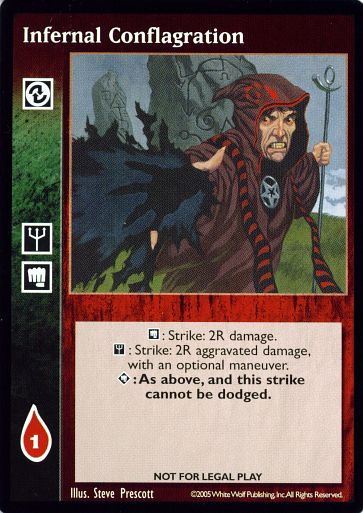 Infernal Conflagration
: Strike: 2R damage.
: Strike: 2R aggravated damage,
with an optional maneuver.
: As above, and this strike
cannot be dodged.
1
NOT FOR LEGAL PLAY
Illus. Steve Prescott
©2005 White Wolf Publishing, Inc. All Rights Reserved.